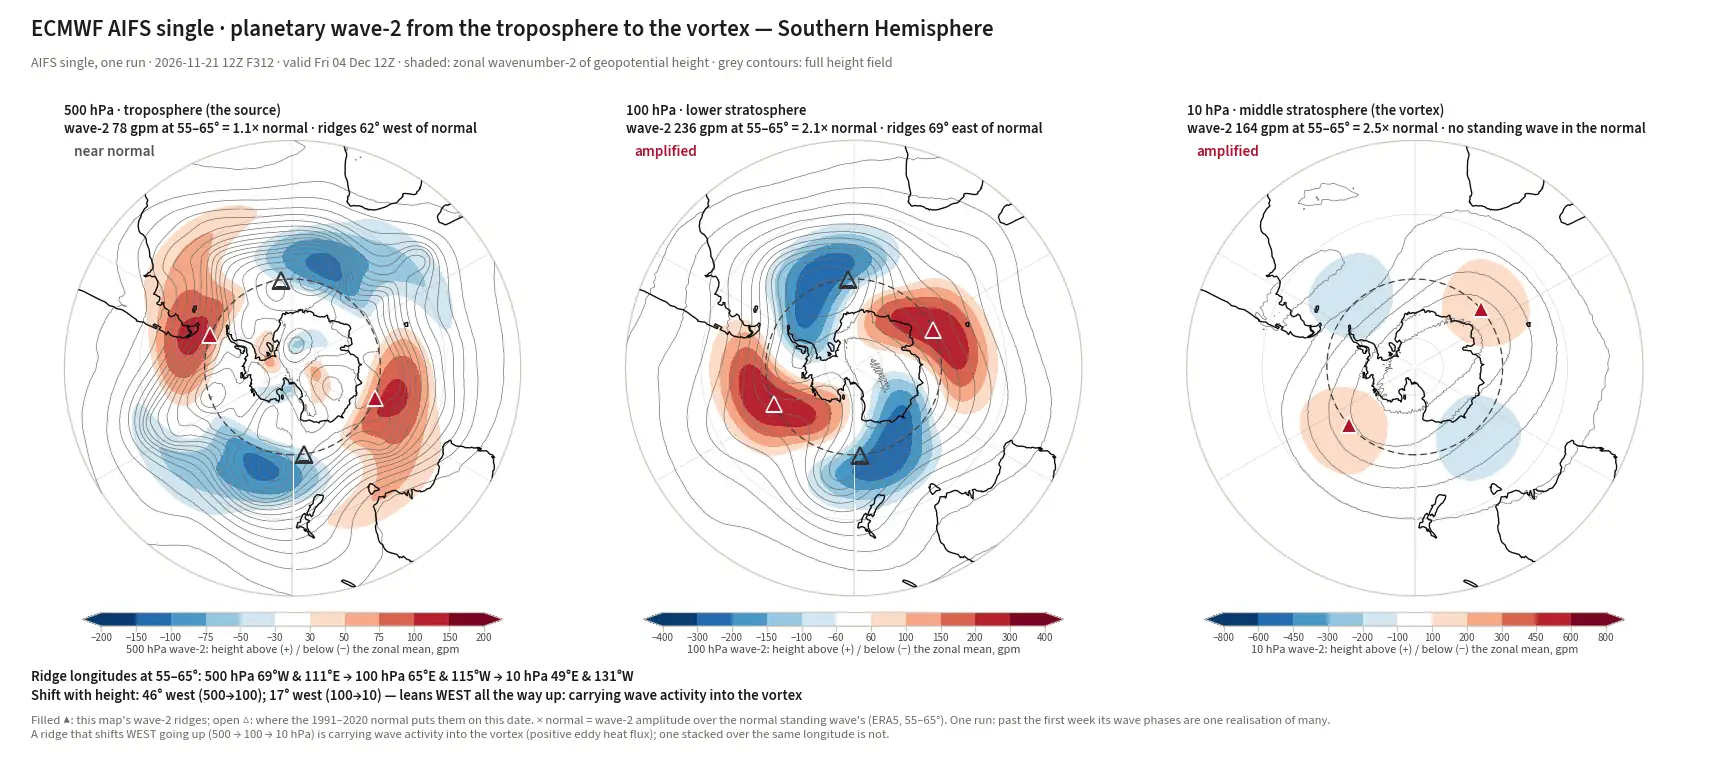 ECMWF AIFS single · planetary wave-2 from the troposphere to the vortex — Southern Hemisphere
AIFS single, one run · 2026-11-21 12Z F312 · valid Fri 04 Dec 12Z · shaded: zonal wavenumber-2 of geopotential height · grey contours: full height field
500 hPa · troposphere (the source)
wave-2 78 gpm at 55–65° = 1.1× normal · ridges 62° west of normal
near normal
100 hPa · lower stratosphere
wave-2 236 gpm at 55–65° = 2.1× normal · ridges 69° east of normal
amplified
10 hPa · middle stratosphere (the vortex)
wave-2 164 gpm at 55–65° = 2.5× normal · no standing wave in the normal
amplified
−200 −150 −100 −75 −50 −30 30 50 75 100 150 200
500 hPa wave-2: height above (+) / below (−) the zonal mean, gpm
−400 −300 −200 −150 −100 −60 60 100 150 200 300 400
100 hPa wave-2: height above (+) / below (−) the zonal mean, gpm
−800 −600 −450 −300 −200 −100 100 200 300 450 600 800
10 hPa wave-2: height above (+) / below (−) the zonal mean, gpm
Ridge longitudes at 55–65°: 500 hPa 69°W & 111°E → 100 hPa 65°E & 115°W → 10 hPa 49°E & 131°W
Shift with height: 46° west (500→100); 17° west (100→10) — leans WEST all the way up: carrying wave activity into the vortex
Filled ▲: this map's wave-2 ridges; open △: where the 1991–2020 normal puts them on this date. × normal = wave-2 amplitude over the normal standing wave's (ERA5, 55–65°). One run: past the first week its wave phases are one realisation of many.
A ridge that shifts WEST going up (500 → 100 → 10 hPa) is carrying wave activity into the vortex (positive eddy heat flux); one stacked over the same longitude is not.